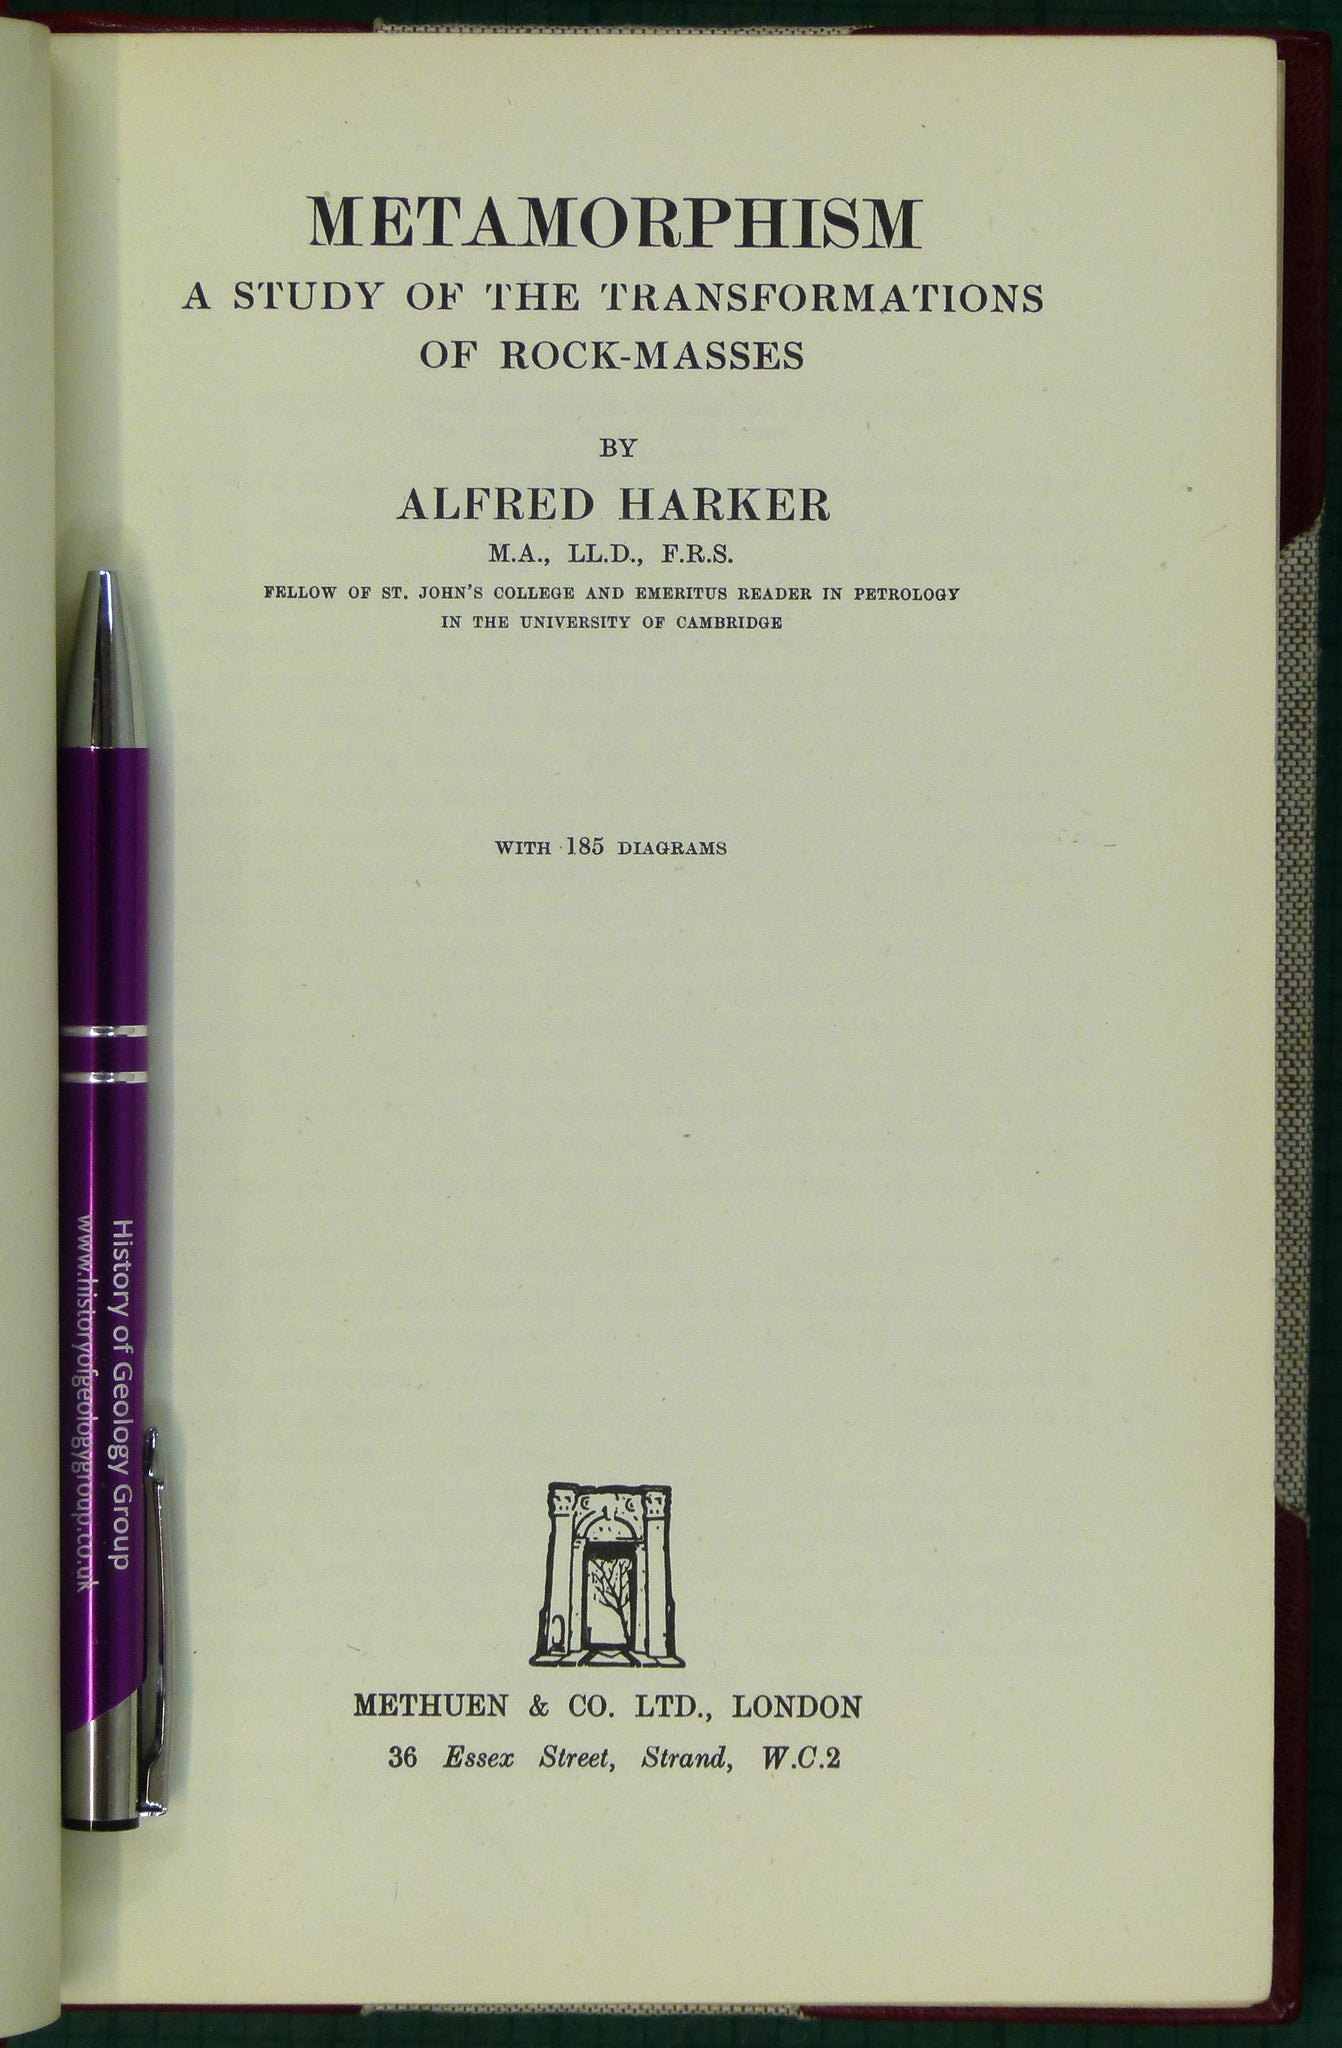 METAMORPHISM
A STUDY OF THE TRANSFORMATIONS
OF ROCK-MASSES
BY
ALFRED HARKER
M.A., LL.D., F.R.S.
FELLOW OF ST. JOHN'S COLLEGE AND EMERITUS READER IN PETROLOGY
IN THE UNIVERSITY OF CAMBRIDGE
WITH 185 DIAGRAMS
METHUEN & CO. LTD., LONDON
36 Essex Street, Strand, W.C.2
History of Geology Group
www.historyofgeologygroup.co.uk